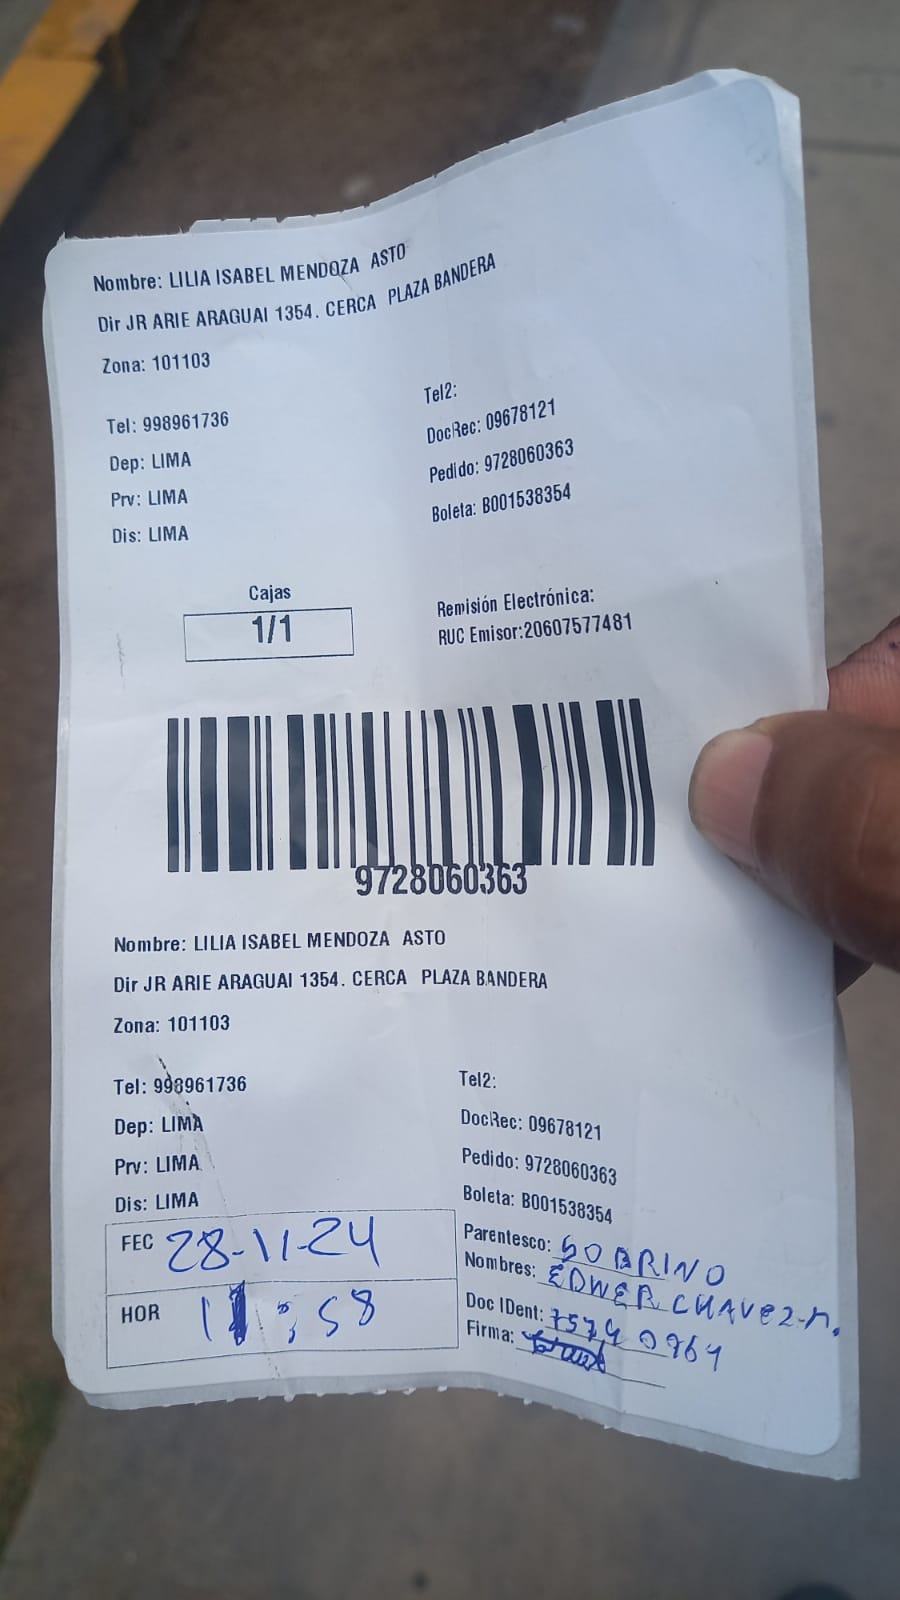 Nombre: LILIA ISABEL MENDOZA ASTO
Dir JR ARIE ARAGUAI 1354. CERCA PLAZA BANDERA
Zona: 101103
Tel: 998961736
Tel2:
Dep: LIMA
DocRec: 09678121
Prv: LIMA
Pedido: 9728060363
Dis: LIMA
Boleta: B001538354
Cajas
1/1
Remisión Electrónica:
RUC Emisor:20607577481
9728060363
Nombre: LILIA ISABEL MENDOZA ASTO
Dir JR ARIE ARAGUAI 1354. CERCA PLAZA BANDERA
Zona: 101103
Tel: 998961736
Tel2:
Dep: LIMA
DocRec: 09678121
Prv: LIMA
Pedido: 9728060363
Dis: LIMA
Boleta: B001538354
FEC 28-11-24
Parentesco: SOBRINO
Nombres: EDWER CHAVEZ-M.
HOR 11:58
Doc IDent:
Firma: